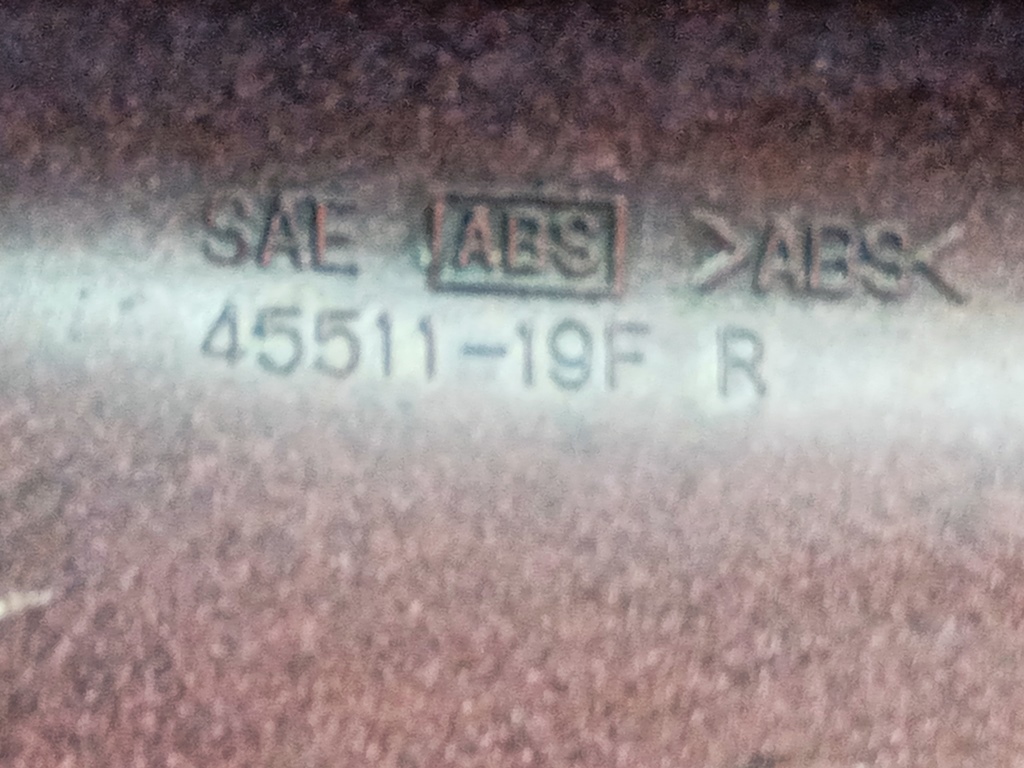 SAE ABS >ABS<
45511-19F R